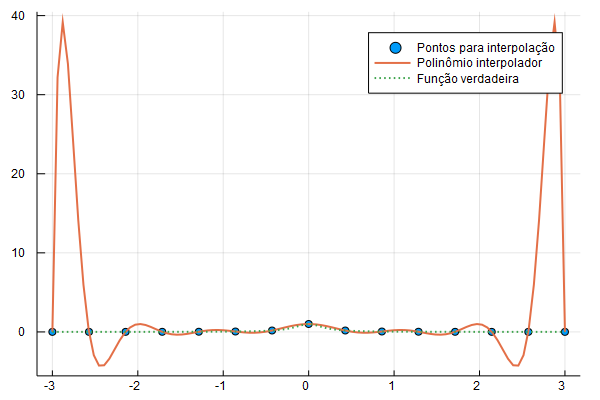 40
Pontos para interpolação
Polinômio interpolador
Função verdadeira
30
20
10
0
-3 -2 -1 0 1 2 3